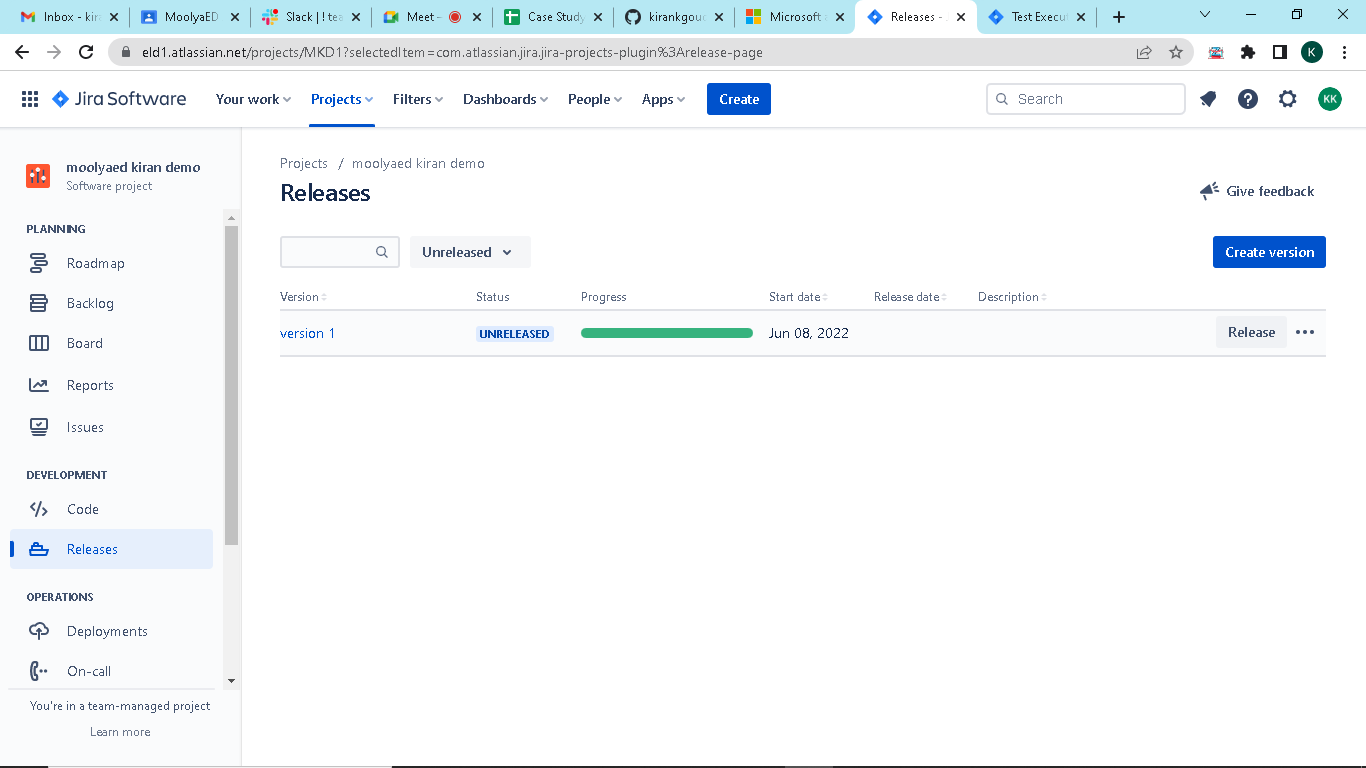 Inbox - kir
MoolyaED
Slack | ! tea
Meet -
Case Study
kirankgou
Microsoft
Releases -
Test Execut
eld1.atlassian.net/projects/MKD1?selectedItem=com.atlassian.jira.jira-projects-plugin%3Arelease-page
K
Jira Software
Your work
Projects
Filters
Dashboards
People
Apps
Create
Search
KK
moolyaed kiran demo
Software project
PLANNING
Roadmap
Backlog
Board
Reports
Issues
DEVELOPMENT
Code
Releases
OPERATIONS
Deployments
On-call
You're in a team-managed project
Learn more
Projects / moolyaed kiran demo
Releases
Give feedback
Unreleased
Create version
Version Status Progress Start date Release date Description
version 1 UNRELEASED Jun 08, 2022 Release